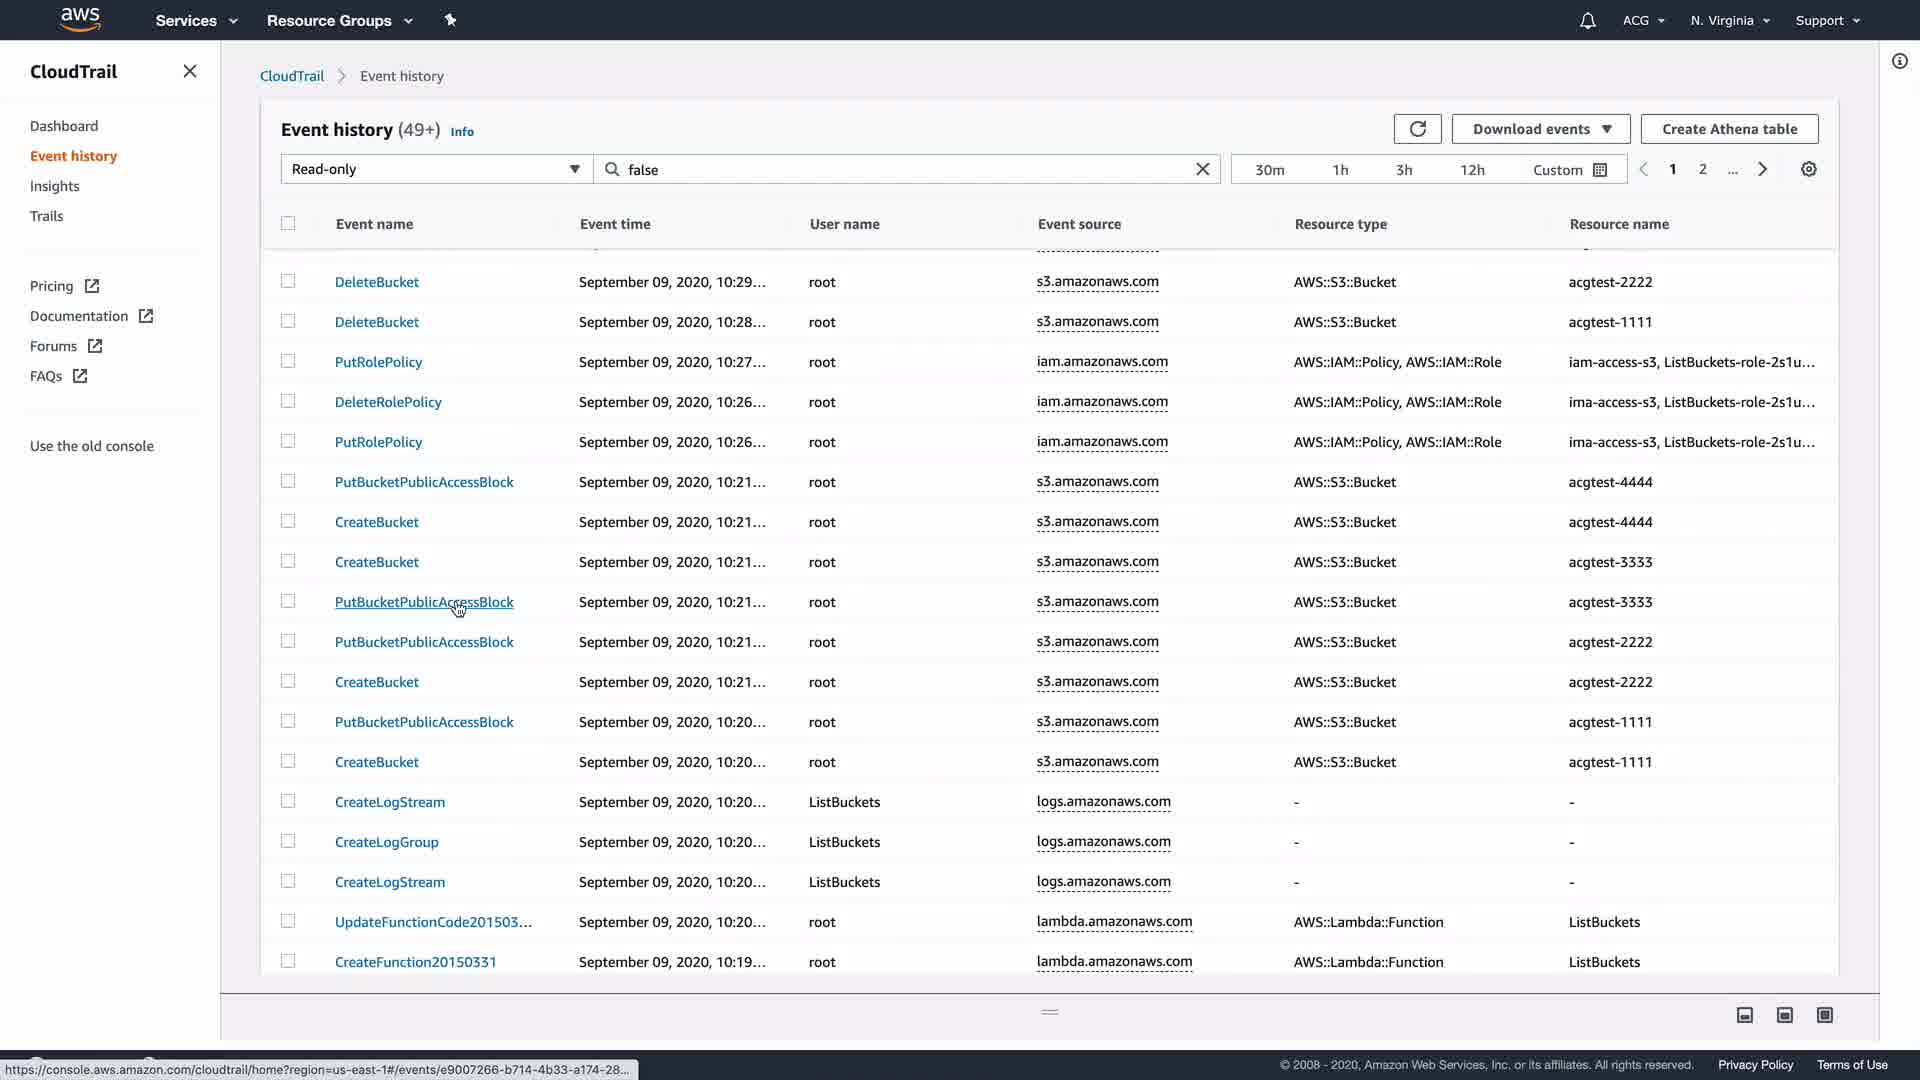 aws Services Resource Groups ACG N. Virginia Support
CloudTrail
Dashboard
Event history
Insights
Trails
Pricing
Documentation
Forums
FAQs
Use the old console
CloudTrail > Event history
Event history (49+) Info Download events Create Athena table
Read-only false 30m 1h 3h 12h Custom 1 2 ...
Event name Event time User name Event source Resource type Resource name
DeleteBucket September 09, 2020, 10:29... root s3.amazonaws.com AWS::S3::Bucket acgtest-2222
DeleteBucket September 09, 2020, 10:28... root s3.amazonaws.com AWS::S3::Bucket acgtest-1111
PutRolePolicy September 09, 2020, 10:27... root iam.amazonaws.com AWS::IAM::Policy, AWS::IAM::Role iam-access-s3, ListBuckets-role-2s1u...
DeleteRolePolicy September 09, 2020, 10:26... root iam.amazonaws.com AWS::IAM::Policy, AWS::IAM::Role ima-access-s3, ListBuckets-role-2s1u...
PutRolePolicy September 09, 2020, 10:26... root iam.amazonaws.com AWS::IAM::Policy, AWS::IAM::Role ima-access-s3, ListBuckets-role-2s1u...
PutBucketPublicAccessBlock September 09, 2020, 10:21... root s3.amazonaws.com AWS::S3::Bucket acgtest-4444
CreateBucket September 09, 2020, 10:21... root s3.amazonaws.com AWS::S3::Bucket acgtest-4444
CreateBucket September 09, 2020, 10:21... root s3.amazonaws.com AWS::S3::Bucket acgtest-3333
PutBucketPublicAccessBlock September 09, 2020, 10:21... root s3.amazonaws.com AWS::S3::Bucket acgtest-3333
PutBucketPublicAccessBlock September 09, 2020, 10:21... root s3.amazonaws.com AWS::S3::Bucket acgtest-2222
CreateBucket September 09, 2020, 10:21... root s3.amazonaws.com AWS::S3::Bucket acgtest-2222
PutBucketPublicAccessBlock September 09, 2020, 10:20... root s3.amazonaws.com AWS::S3::Bucket acgtest-1111
CreateBucket September 09, 2020, 10:20... root s3.amazonaws.com AWS::S3::Bucket acgtest-1111
CreateLogStream September 09, 2020, 10:20... ListBuckets logs.amazonaws.com - -
CreateLogGroup September 09, 2020, 10:20... ListBuckets logs.amazonaws.com - -
CreateLogStream September 09, 2020, 10:20... ListBuckets logs.amazonaws.com - -
UpdateFunctionCode201503... September 09, 2020, 10:20... root lambda.amazonaws.com AWS::Lambda::Function ListBuckets
CreateFunction20150331 September 09, 2020, 10:19... root lambda.amazonaws.com AWS::Lambda::Function ListBuckets
© 2008 - 2020, Amazon Web Services, Inc. or its affiliates. All rights reserved. Privacy Policy Terms of Use
https://console.aws.amazon.com/cloudtrail/home?region=us-east-1#/events/e9007266-b714-4b33-a174-28...